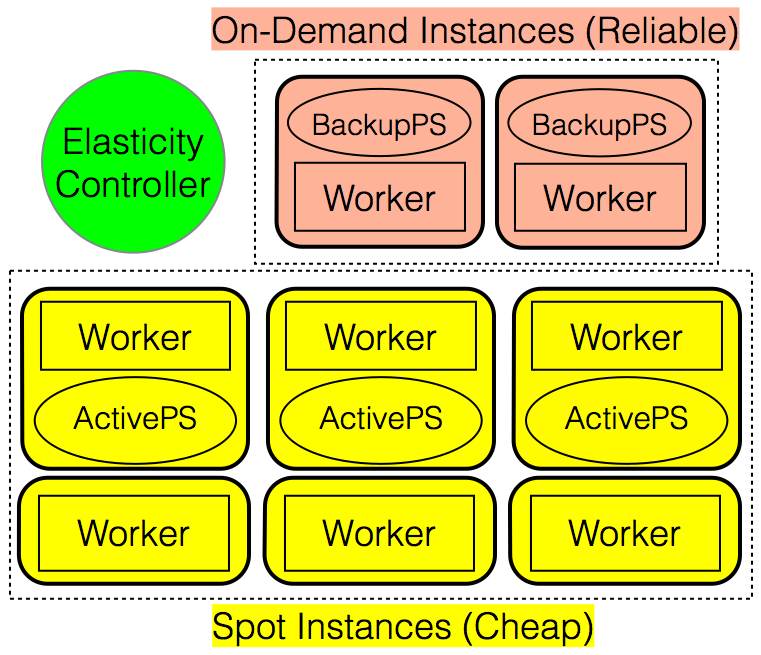 On-Demand Instances (Reliable)
Elasticity
Controller
BackupPS
BackupPS
Worker
Worker
Worker
Worker
Worker
ActivePS
ActivePS
ActivePS
Worker
Worker
Worker
Spot Instances (Cheap)